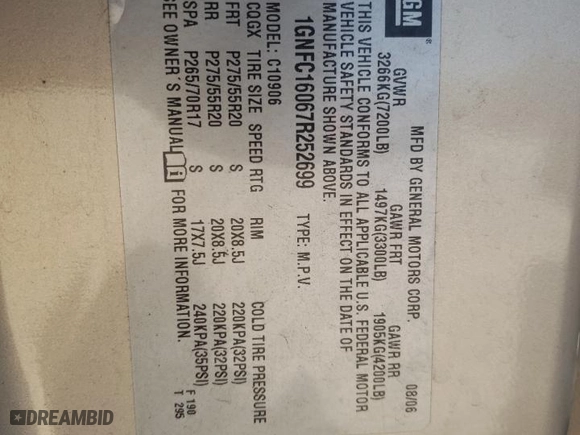 GM®
MFD BY GENERAL MOTORS CORP. 08/06
GVWR GAWR FRT GAWR RR
3266KG(7200LB) 1497KG(3300LB) 1905KG(4200LB)
THIS VEHICLE CONFORMS TO ALL APPLICABLE U.S. FEDERAL MOTOR
VEHICLE SAFETY STANDARDS IN EFFECT ON THE DATE OF
MANUFACTURE SHOWN ABOVE.
1GNFC16067R252699 TYPE: M.P.V.
MODEL: C10906
CQGX TIRE SIZE SPEED RTG RIM COLD TIRE PRESSURE
FRT P275/55R20 S 20X8.5J 220KPA(32PSI)
RR P275/55R20 S 20X8.5J 220KPA(32PSI)
SPA P265/70R17 S 17X7.5J 240KPA(35PSI)
SEE OWNER'S MANUAL FOR MORE INFORMATION.
F 190
T 295
DREAMBID